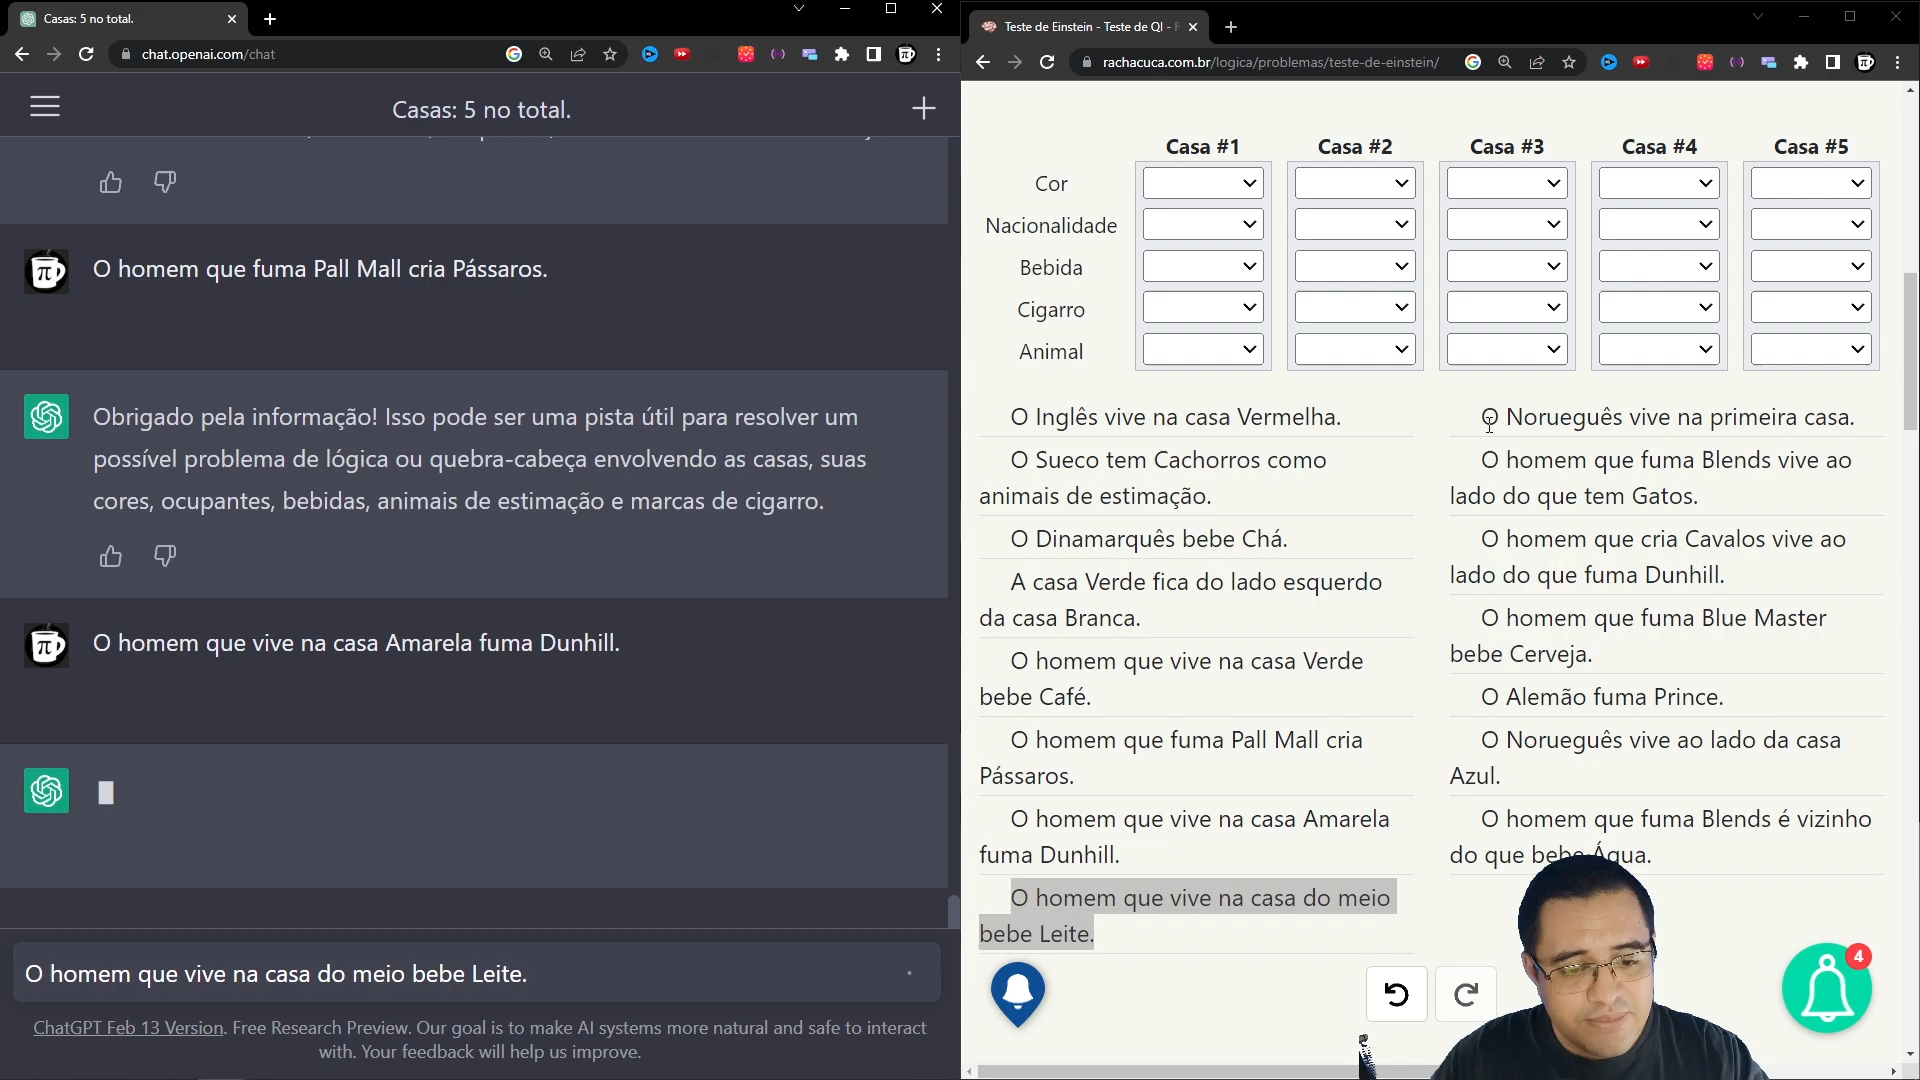 Casas: 5 no total.
chat.openai.com/chat
Casas: 5 no total.
O homem que fuma Pall Mall cria Pássaros.
Obrigado pela informação! Isso pode ser uma pista útil para resolver um
possível problema de lógica ou quebra-cabeça envolvendo as casas, suas
cores, ocupantes, bebidas, animais de estimação e marcas de cigarro.
O homem que vive na casa Amarela fuma Dunhill.
O homem que vive na casa do meio bebe Leite.
ChatGPT Feb 13 Version. Free Research Preview. Our goal is to make AI systems more natural and safe to interact
with. Your feedback will help us improve.
Teste de Einstein - Teste de QI -
rachacuca.com.br/logica/problemas/teste-de-einstein/
Casa #1 Casa #2 Casa #3 Casa #4 Casa #5
Cor
Nacionalidade
Bebida
Cigarro
Animal
O Inglês vive na casa Vermelha.
O Sueco tem Cachorros como
animais de estimação.
O Dinamarquês bebe Chá.
A casa Verde fica do lado esquerdo
da casa Branca.
O homem que vive na casa Verde
bebe Café.
O homem que fuma Pall Mall cria
Pássaros.
O homem que vive na casa Amarela
fuma Dunhill.
O homem que vive na casa do meio
bebe Leite.
O Norueguês vive na primeira casa.
O homem que fuma Blends vive ao
lado do que tem Gatos.
O homem que cria Cavalos vive ao
lado do que fuma Dunhill.
O homem que fuma Blue Master
bebe Cerveja.
O Alemão fuma Prince.
O Norueguês vive ao lado da casa
Azul.
O homem que fuma Blends é vizinho
do que bebe Água.
4